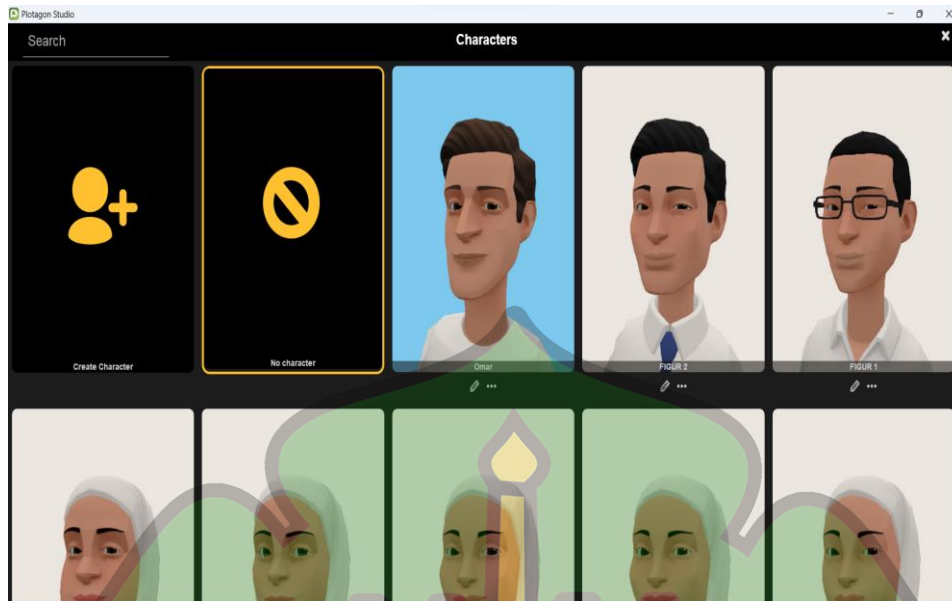 Plotagon Studio
Search
Characters
Create Character
No character
Omar
FIGUR 2
FIGUR 1